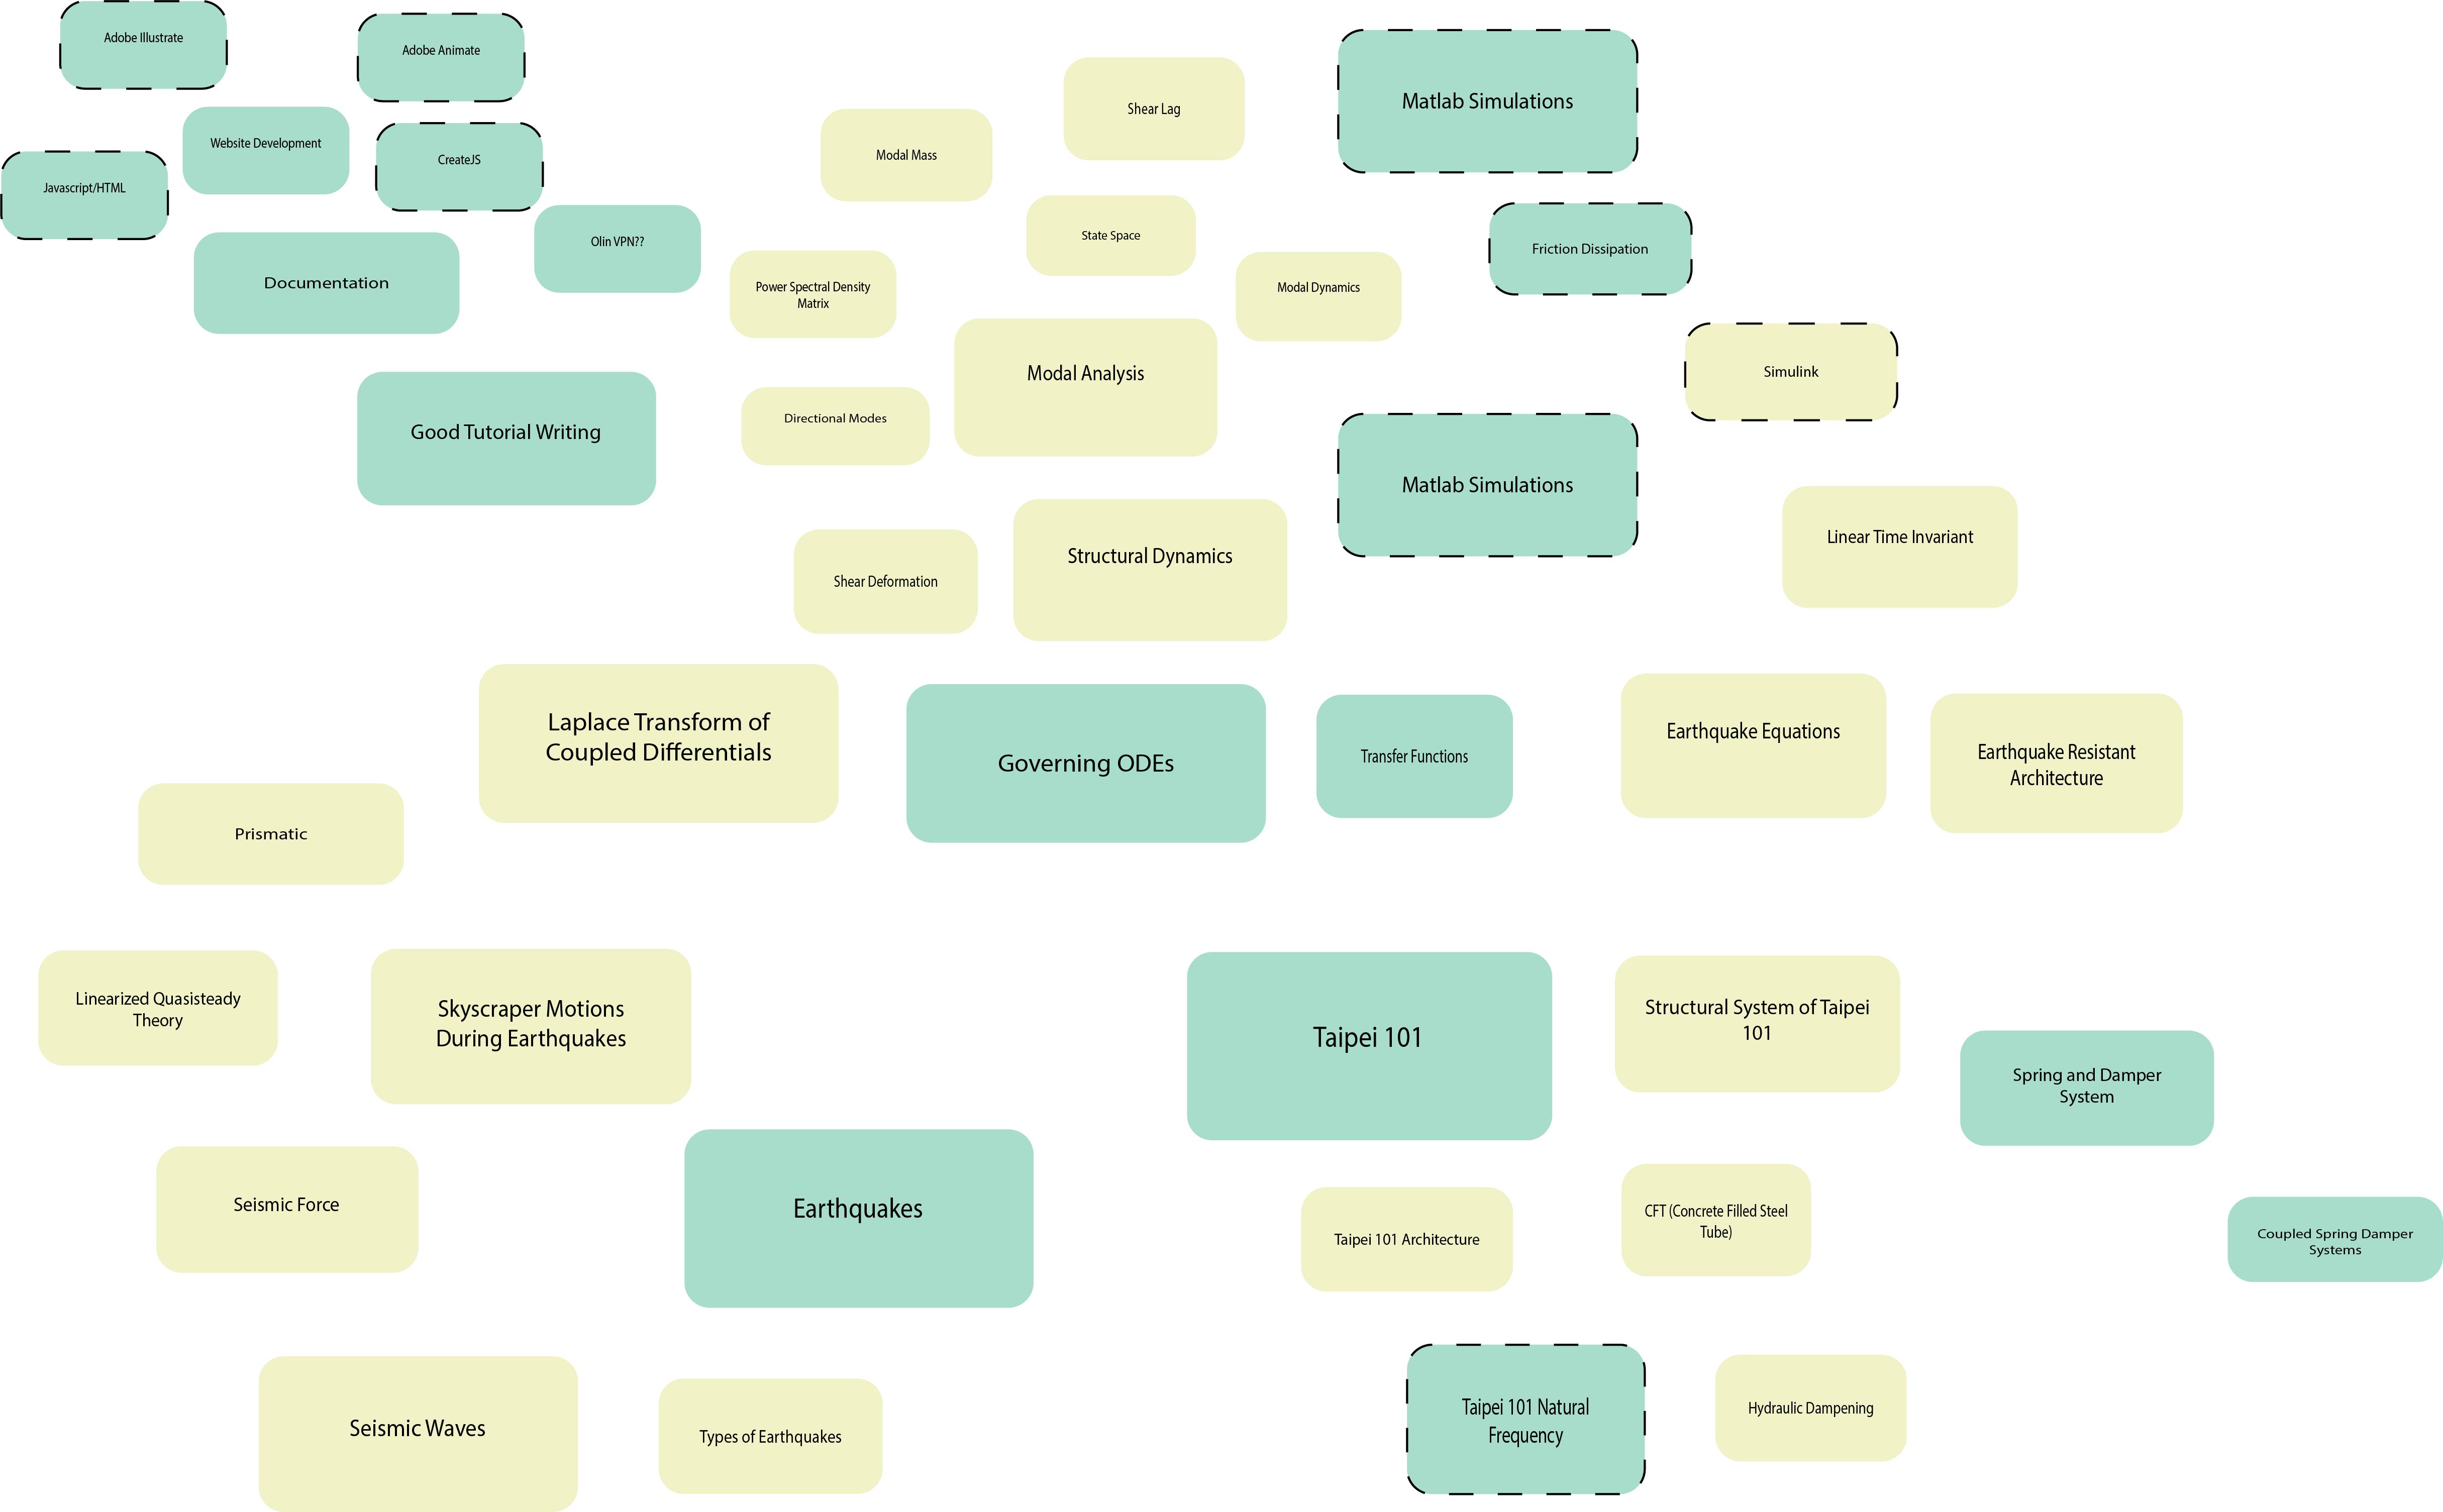 Adobe Illustrate
Adobe Animate
Website Development
CreateJS
Javascript/HTML
Olin VPN??
Documentation
Good Tutorial Writing
Shear Lag
Modal Mass
State Space
Power Spectral Density
Matrix
Modal Dynamics
Modal Analysis
Directional Modes
Matlab Simulations
Friction Dissipation
Simulink
Matlab Simulations
Linear Time Invariant
Structural Dynamics
Shear Deformation
Laplace Transform of
Coupled Differentials
Governing ODEs
Transfer Functions
Earthquake Equations
Earthquake Resistant
Architecture
Prismatic
Linearized Quasisteady
Theory
Skyscraper Motions
During Earthquakes
Seismic Force
Earthquakes
Seismic Waves
Types of Earthquakes
Taipei 101
Structural System of Taipei
101
Spring and Damper
System
Taipei 101 Architecture
CFT (Concrete Filled Steel
Tube)
Coupled Spring Damper
Systems
Taipei 101 Natural
Frequency
Hydraulic Dampening